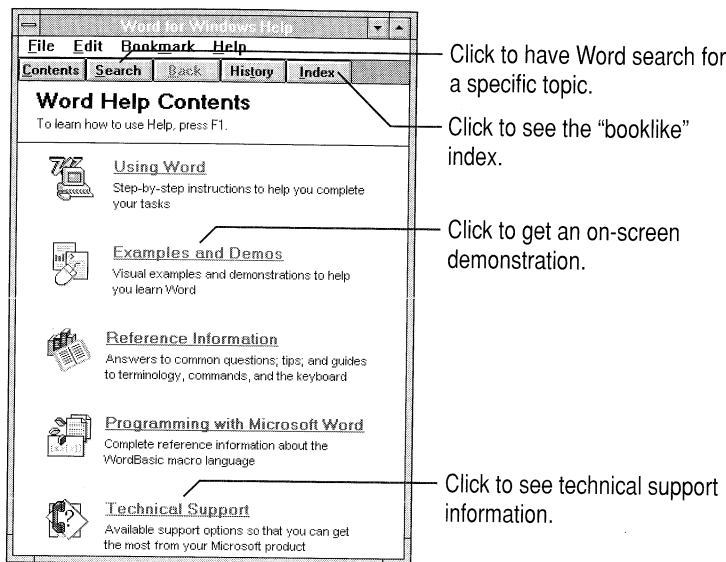 Word for Windows Help
File Edit Bookmark Help
Contents Search Back History Index
Word Help Contents
To learn how to use Help, press F1.
Using Word
Step-by-step instructions to help you complete
your tasks
Examples and Demos
Visual examples and demonstrations to help
you learn Word
Reference Information
Answers to common questions; tips; and guides
to terminology, commands, and the keyboard
Programming with Microsoft Word
Complete reference information about the
WordBasic macro language
Technical Support
Available support options so that you can get
the most from your Microsoft product
Click to have Word search for
a specific topic.
Click to see the “booklike”
index.
Click to get an on-screen
demonstration.
Click to see technical support
information.